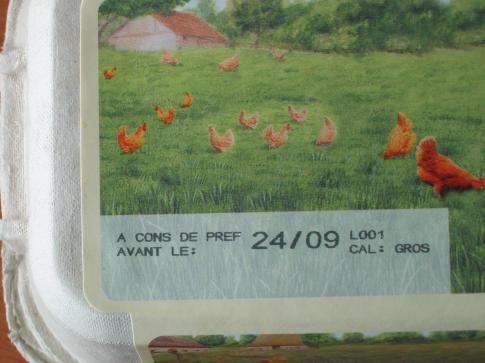 A CONS DE PREF 24/09 L001
AVANT LE: CAL: GROS